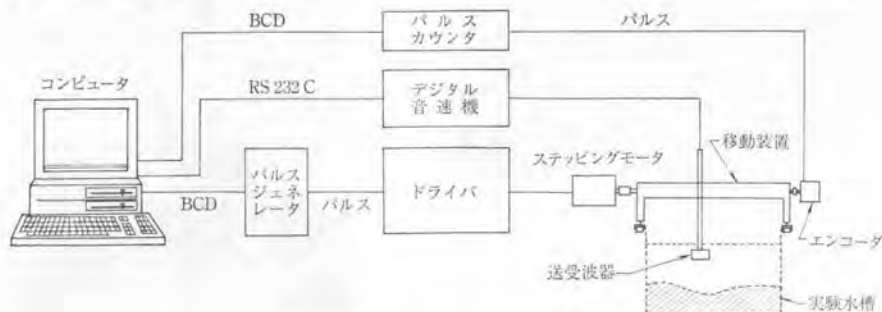 BCD
パルス
カウンタ
パルス
コンピュータ
RS 232 C
デジタル
音速機
移動装置
ステッピングモータ
パルス
ジェネ
レータ
ドライバ
BCD
パルス
エンコーダ
送受波器
実験水槽